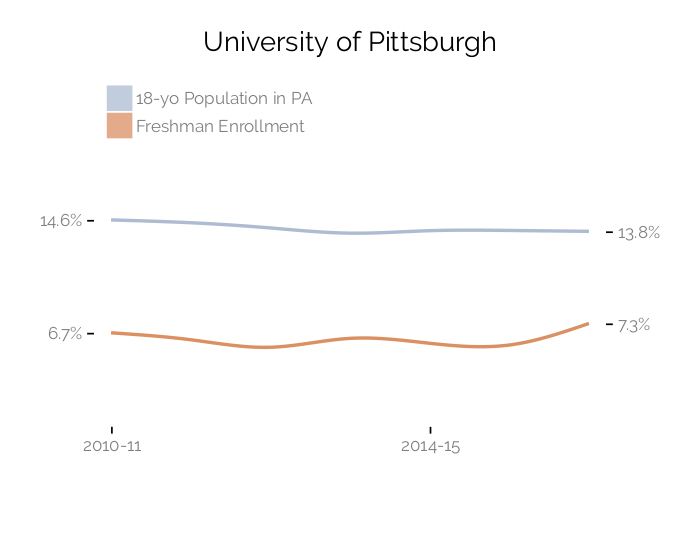 University of Pittsburgh
18-yo Population in PA
Freshman Enrollment
14.6%
13.8%
6.7%
7.3%
2010-11
2014-15